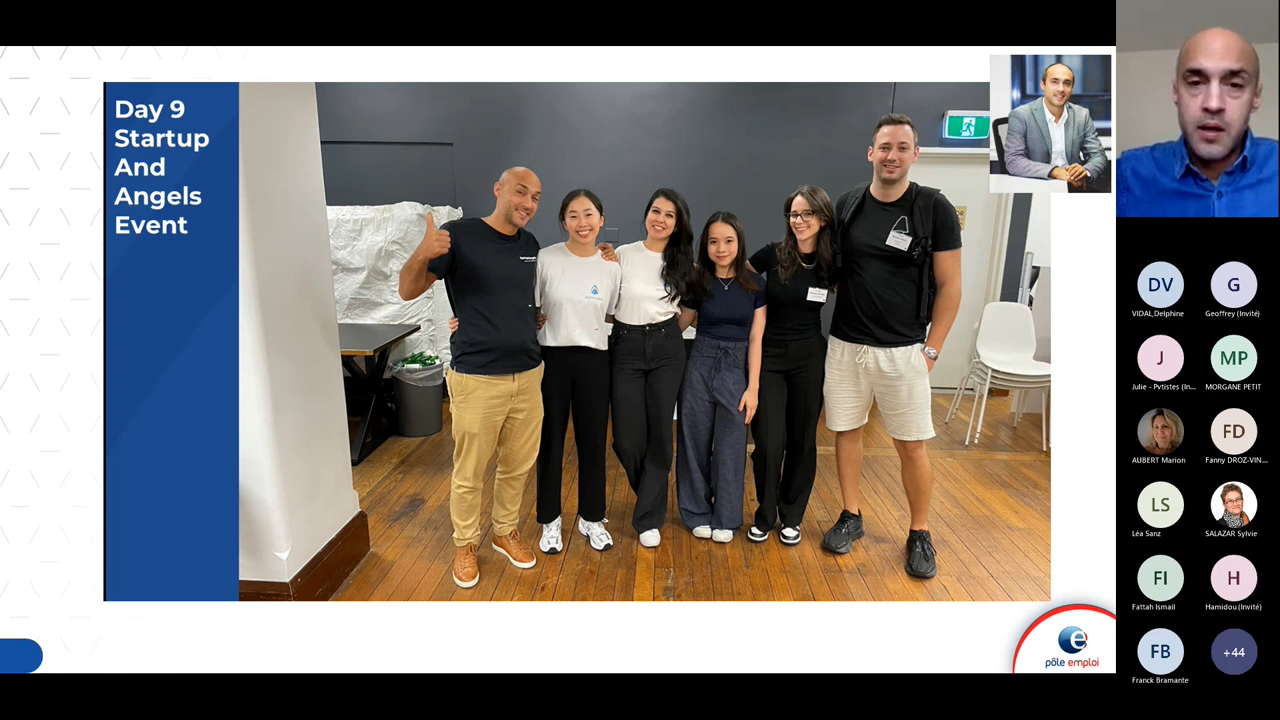 Day 9
Startup
And
Angels
Event
pôle emploi
DV
VIDAL,Delphine
G
Geoffrey (Invité)
J
Julie - Pvtistes (In...
MP
MORGANE PETIT
AUBERT Marion
FD
Fanny DROZ-VIN...
LS
Léa Sanz
SALAZAR Sylvie
FI
Fattah Ismail
H
Hamidou (Invité)
FB
Franck Bramante
+44